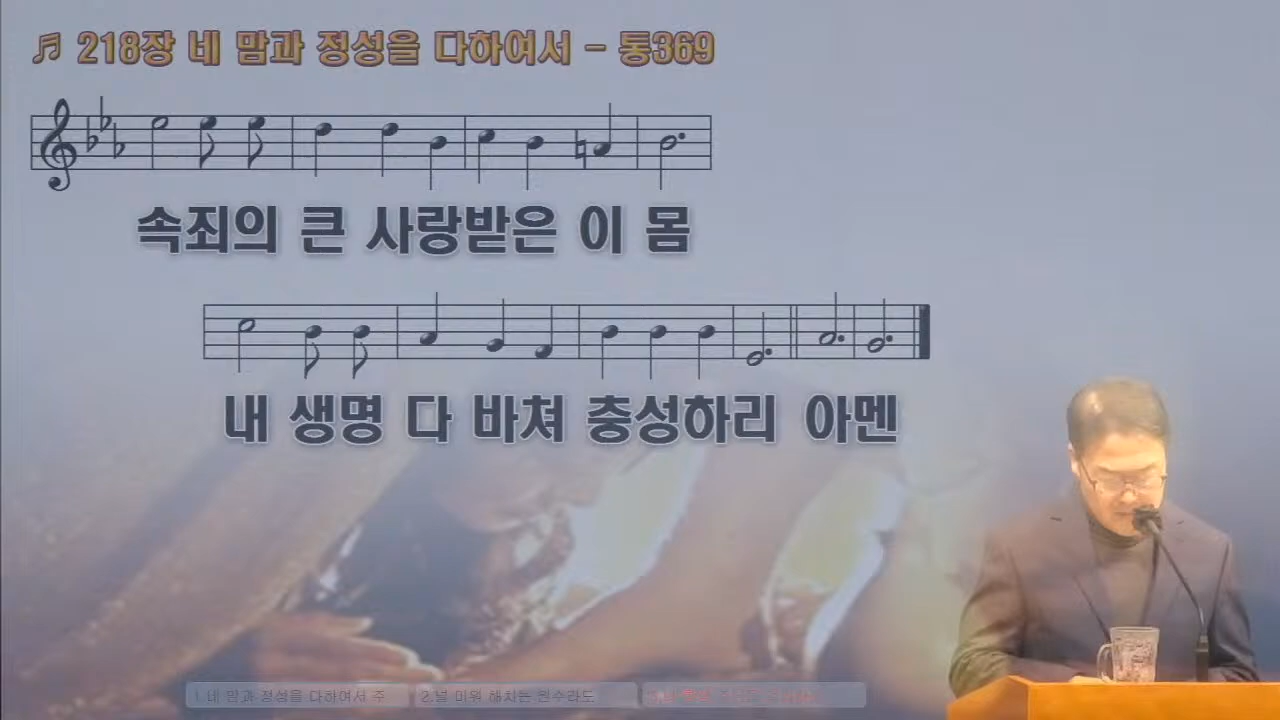 ♬ 218장 네 맘과 정성을 다하여서 - 통369
속죄의 큰 사랑받은 이 몸
내 생명 다 바쳐 충성하리 아멘
1.네 맘과 정성을 다하여서 주
2.널 미워 해치는 원수라도